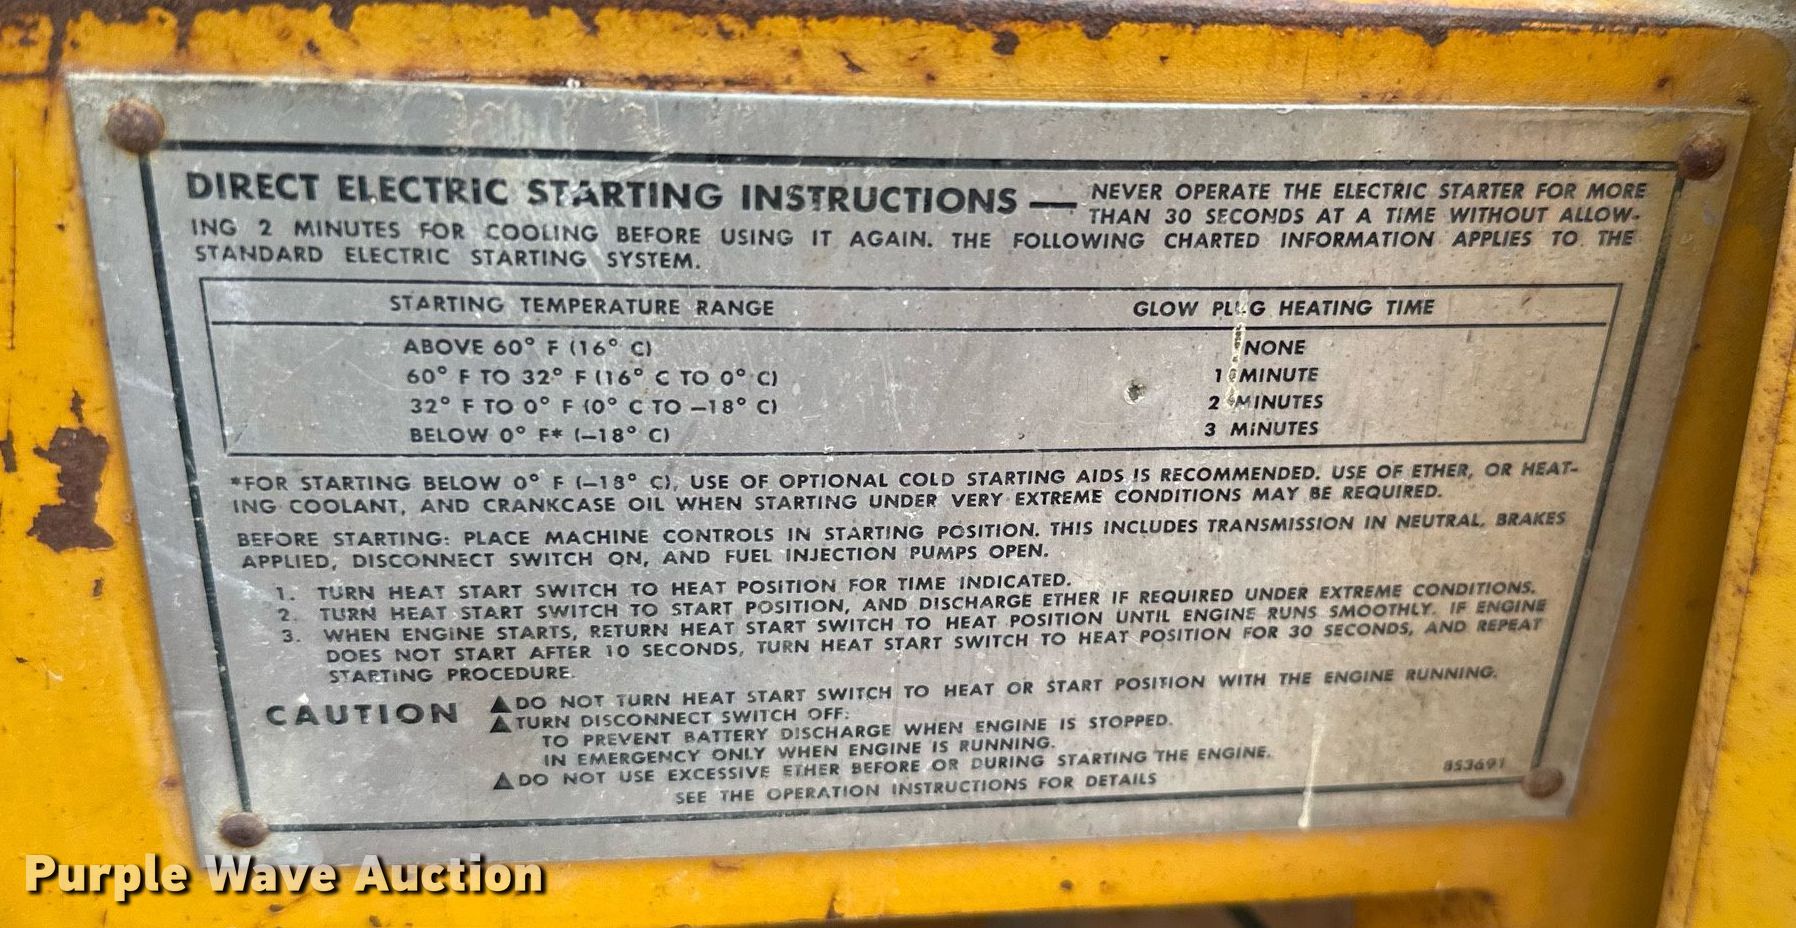 DIRECT ELECTRIC STARTING INSTRUCTIONS — NEVER OPERATE THE ELECTRIC STARTER FOR MORE
THAN 30 SECONDS AT A TIME WITHOUT ALLOW-
ING 2 MINUTES FOR COOLING BEFORE USING IT AGAIN. THE FOLLOWING CHARTED INFORMATION APPLIES TO THE
STANDARD ELECTRIC STARTING SYSTEM.
STARTING TEMPERATURE RANGE GLOW PLUG HEATING TIME
ABOVE 60° F (16° C) NONE
60° F TO 32° F (16° C TO 0° C) 1 MINUTE
32° F TO 0° F (0° C TO –18° C) 2 MINUTES
BELOW 0° F* (–18° C) 3 MINUTES
*FOR STARTING BELOW 0° F (–18° C), USE OF OPTIONAL COLD STARTING AIDS IS RECOMMENDED. USE OF ETHER, OR HEAT-
ING COOLANT, AND CRANKCASE OIL WHEN STARTING UNDER VERY EXTREME CONDITIONS MAY BE REQUIRED.
BEFORE STARTING: PLACE MACHINE CONTROLS IN STARTING POSITION. THIS INCLUDES TRANSMISSION IN NEUTRAL, BRAKES
APPLIED, DISCONNECT SWITCH ON, AND FUEL INJECTION PUMPS OPEN.
1. TURN HEAT START SWITCH TO HEAT POSITION FOR TIME INDICATED.
2. TURN HEAT START SWITCH TO START POSITION, AND DISCHARGE ETHER IF REQUIRED UNDER EXTREME CONDITIONS.
3. WHEN ENGINE STARTS, RETURN HEAT START SWITCH TO HEAT POSITION UNTIL ENGINE RUNS SMOOTHLY. IF ENGINE
DOES NOT START AFTER 10 SECONDS, TURN HEAT START SWITCH TO HEAT POSITION FOR 30 SECONDS, AND REPEAT
STARTING PROCEDURE.
CAUTION ▲DO NOT TURN HEAT START SWITCH TO HEAT OR START POSITION WITH THE ENGINE RUNNING.
▲TURN DISCONNECT SWITCH OFF:
TO PREVENT BATTERY DISCHARGE WHEN ENGINE IS STOPPED.
IN EMERGENCY ONLY WHEN ENGINE IS RUNNING.
▲DO NOT USE EXCESSIVE ETHER BEFORE OR DURING STARTING THE ENGINE.
SEE THE OPERATION INSTRUCTIONS FOR DETAILS
8S3691
Purple Wave Auction